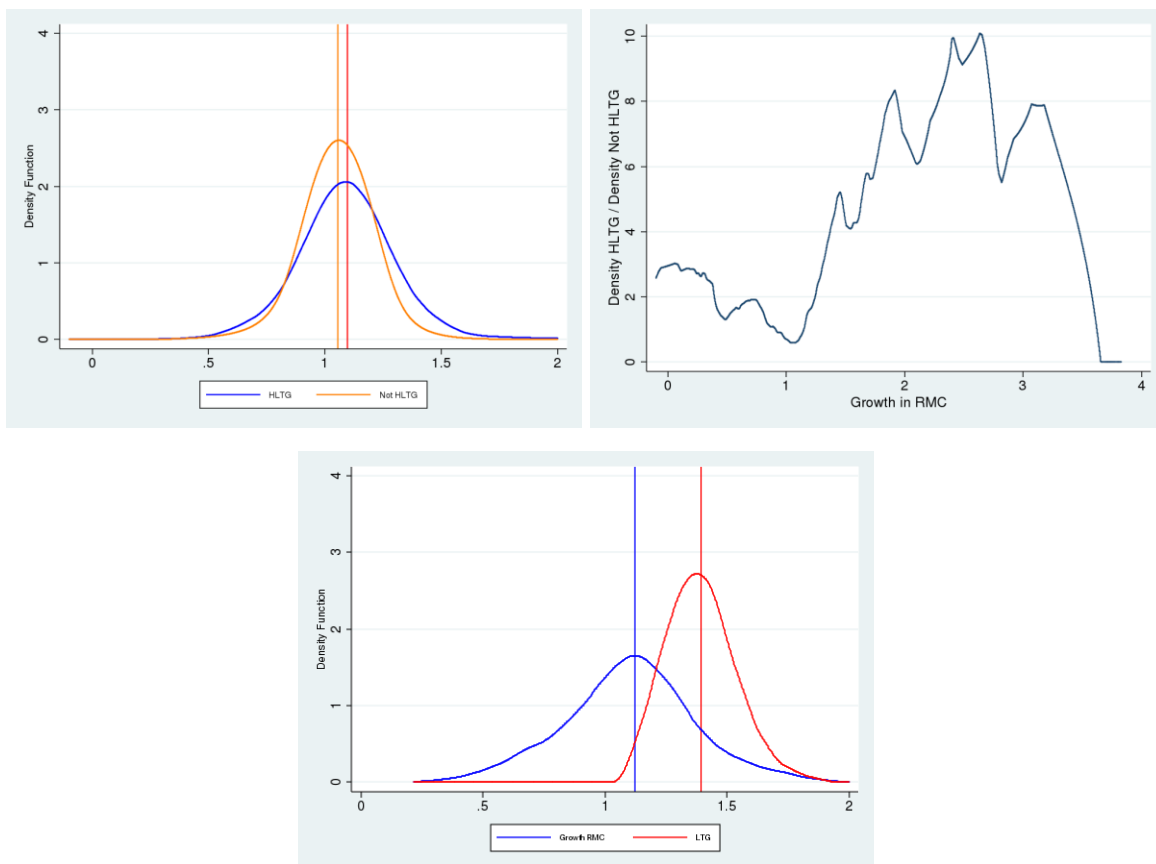 Density Function
4
3
2
1
0
0 .5 1 1.5 2
HLTG Not HLTG
Density HLTG / Density Not HLTG
10
8
6
4
2
0
0 1 2 3 4
Growth in RMC
Density Function
4
3
2
1
0
0 .5 1 1.5 2
Growth RMC LTG